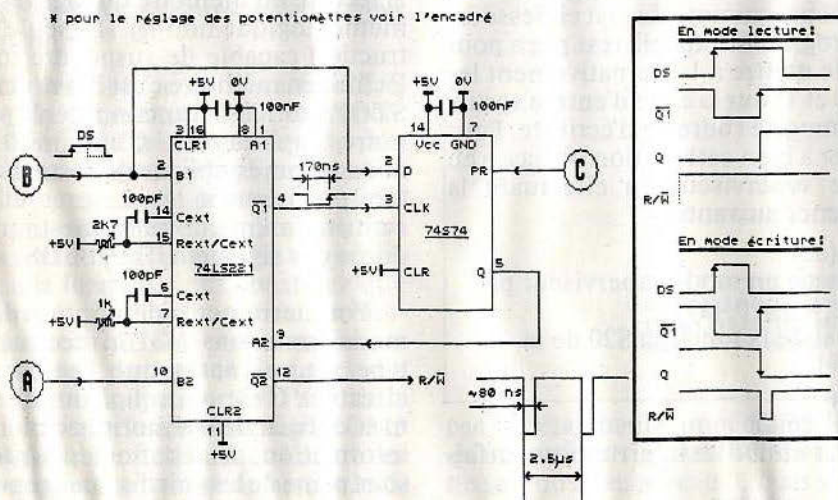 * pour le réglage des potentiomètres voir l'encadré
+5V 0V
100nF
3 16 8 1
CLR1 A1
DS
B
2 B1
100pF
14 Cext
2k7
+5V
15 Rext/Cext
74LS221
100pF
6 Cext
1k
+5V
7 Rext/Cext
A
10 B2
CLR2
11
+5V
Q1 4
170ns
A2 9
Q2 12
R/W
+5V 0V
100nF
14 7
Vcc GND
2 D
PR
C
3 CLK
74S74
Q 5
+5V CLR
~80 ns
2.5µs
En mode lecture:
DS
Q1
Q
R/W
En mode écriture:
DS
Q1
Q
R/W